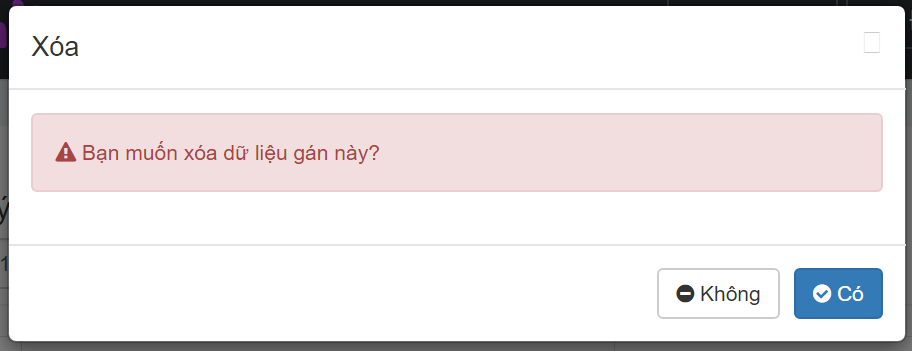 Xóa
Bạn muốn xóa dữ liệu gán này?
Không
Có